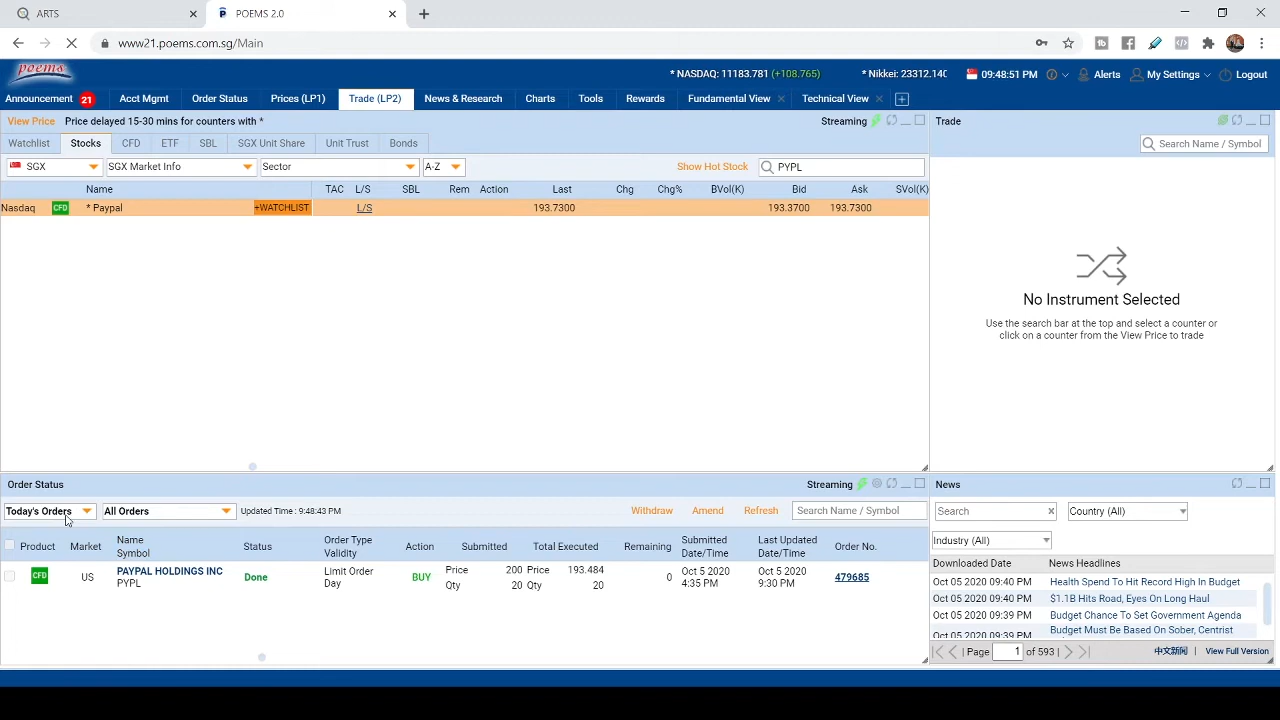 ARTS
POEMS 2.0
www21.poems.com.sg/Main
poems
* NASDAQ: 11183.781 (+108.765)
* Nikkei: 23312.140
09:48:51 PM
Alerts
My Settings
Logout
Announcement 21
Acct Mgmt
Order Status
Prices (LP1)
Trade (LP2)
News & Research
Charts
Tools
Rewards
Fundamental View
Technical View
View Price
Price delayed 15-30 mins for counters with *
Streaming
Trade
Watchlist
Stocks
CFD
ETF
SBL
SGX Unit Share
Unit Trust
Bonds
Search Name / Symbol
SGX
SGX Market Info
Sector
A-Z
Show Hot Stock
PYPL
Name
TAC
L/S
SBL
Rem
Action
Last
Chg
Chg%
BVol(K)
Bid
Ask
SVol(K)
Nasdaq
CFD
* Paypal
+WATCHLIST
L/S
193.7300
193.3700
193.7300
No Instrument Selected
Use the search bar at the top and select a counter or
click on a counter from the View Price to trade
Order Status
Streaming
News
Today's Orders
All Orders
Updated Time : 9:48:43 PM
Withdraw
Amend
Refresh
Search Name / Symbol
Search
Country (All)
Industry (All)
Product
Market
Name
Symbol
Status
Order Type
Validity
Action
Submitted
Total Executed
Remaining
Submitted
Date/Time
Last Updated
Date/Time
Order No.
CFD
US
PAYPAL HOLDINGS INC
PYPL
Done
Limit Order
Day
BUY
Price 200
Qty 20
Price 193.484
Qty 20
0
Oct 5 2020
4:35 PM
Oct 5 2020
9:30 PM
479685
Downloaded Date
News Headlines
Oct 05 2020 09:40 PM
Health Spend To Hit Record High In Budget
Oct 05 2020 09:40 PM
$1.1B Hits Road, Eyes On Long Haul
Oct 05 2020 09:39 PM
Budget Chance To Set Government Agenda
Oct 05 2020 09:39 PM
Budget Must Be Based On Sober, Centrist
Page 1 of 593
中文新闻
View Full Version